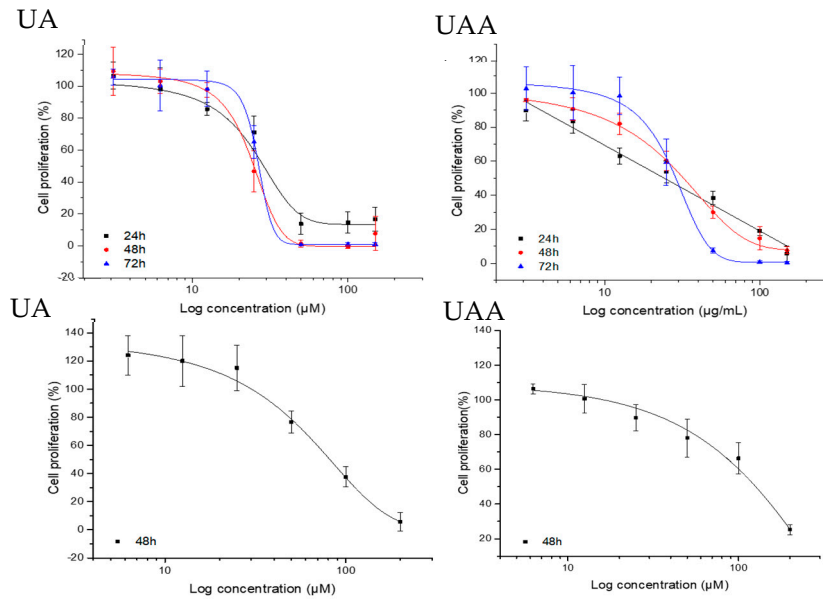 UA
Cell proliferation (%)
120
100
80
60
40
20
0
-20
24h
48h
72h
10
100
Log concentration (μM)
UAA
Cell proliferation (%)
120
100
80
60
40
20
0
24h
48h
72h
10
100
Log concentration (μg/mL)
UA
Cell proliferation (%)
140
120
100
80
60
40
20
0
-20
48h
10
100
Log concentration (μM)
UAA
Cell proliferation(%)
140
120
100
80
60
40
20
48h
10
100
Log concentration (μM)